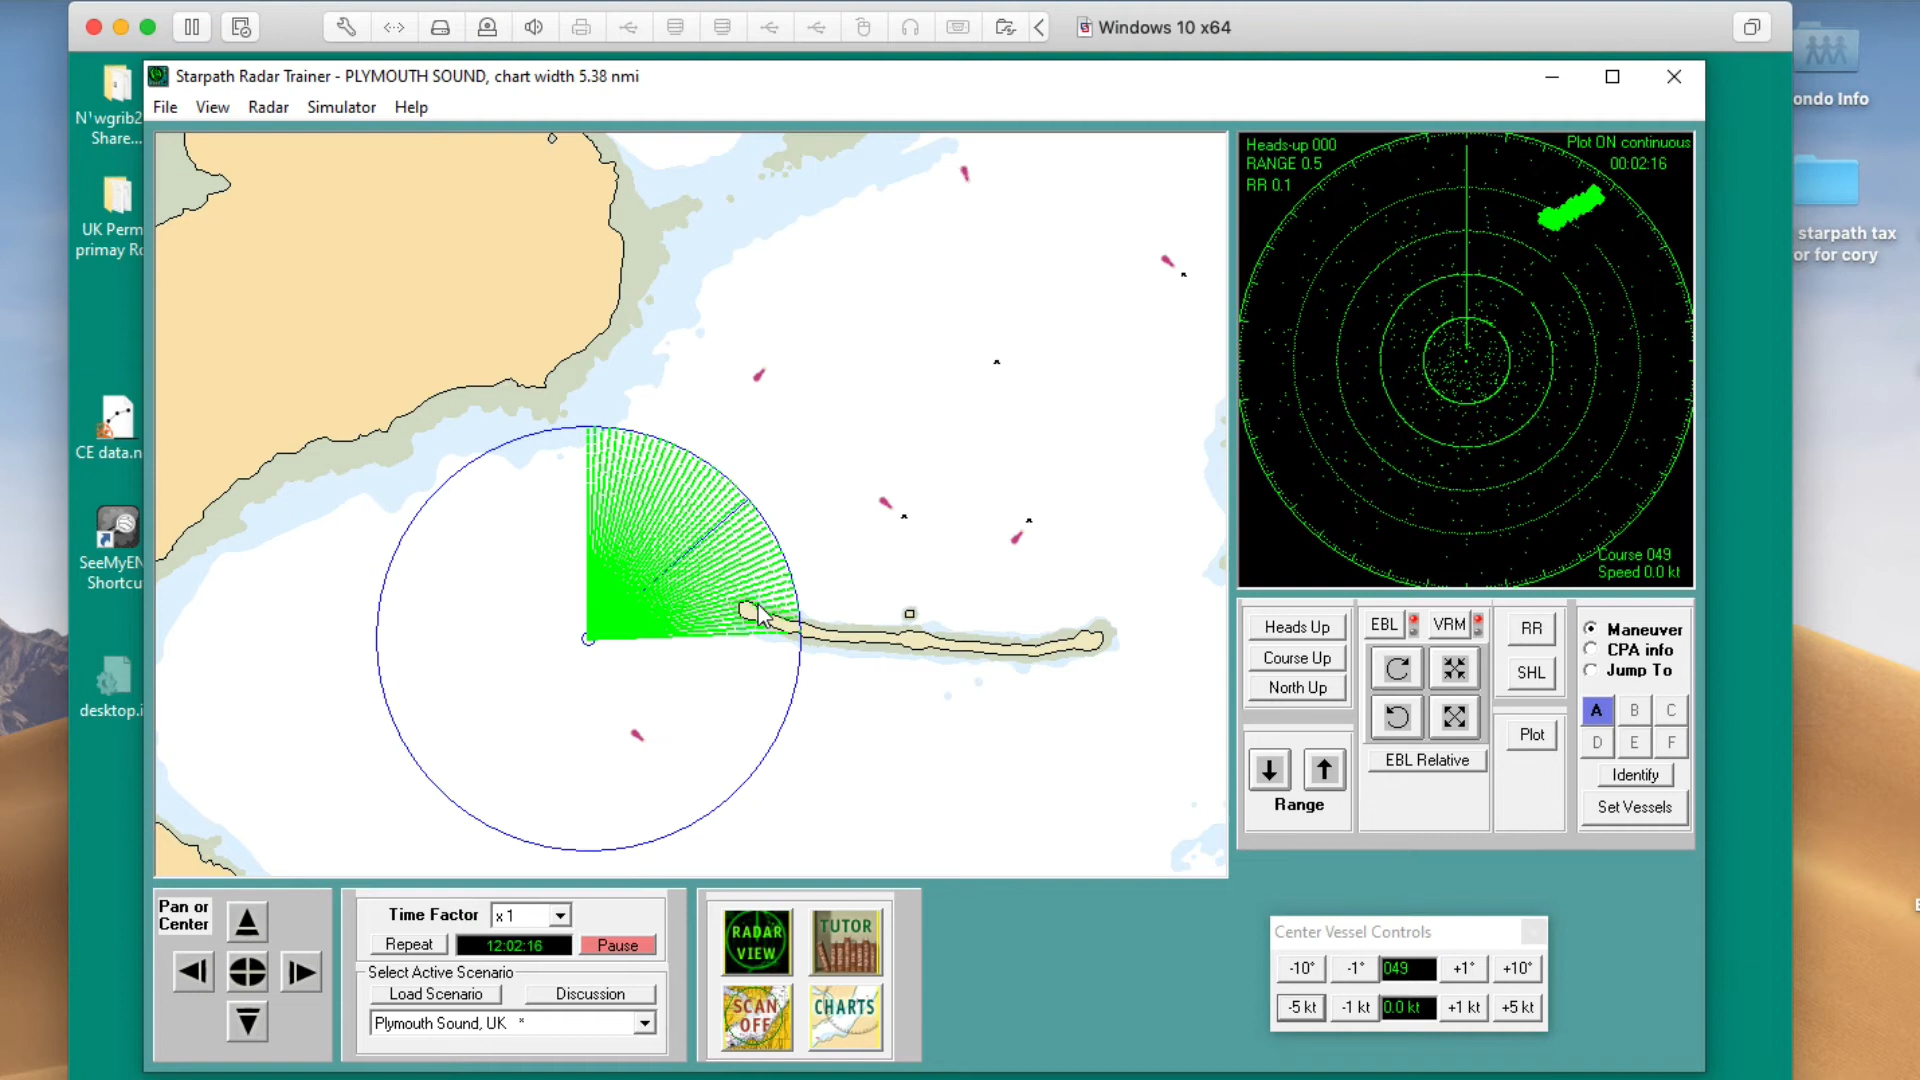 Windows 10 x64
ondo Info
starpath tax
or for cory
N'wgrib2
Share...
UK Perm
primay Ro
CE data.n
SeeMyEN
Shortcu
desktop.i
Starpath Radar Trainer - PLYMOUTH SOUND, chart width 5.38 nmi
File View Radar Simulator Help
Heads-up 000
RANGE 0.5
RR 0.1
Plot ON continuous
00:02:16
Course 049
Speed 0.0 kt
Heads Up
Course Up
North Up
Range
EBL VRM
EBL Relative
RR
SHL
Plot
Maneuver
CPA info
Jump To
A B C
D E F
Identify
Set Vessels
Pan or
Center
Time Factor x 1
Repeat 12:02:16 Pause
Select Active Scenario
Load Scenario Discussion
Plymouth Sound, UK *
RADAR
VIEW
TUTOR
SCAN
OFF
CHARTS
Center Vessel Controls
-10° -1° 049 +1° +10°
-5 kt -1 kt 0.0 kt +1 kt +5 kt